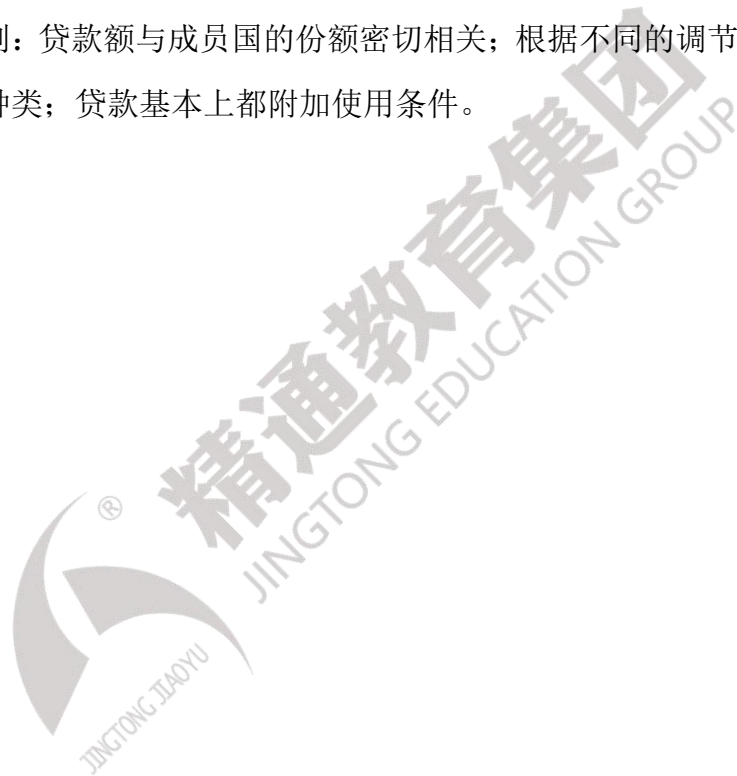 ：贷款额与成员国的份额密切相关；根据不同的调节
类；贷款基本上都附加使用条件。
精通教育集团
JINGTONG EDUCATION GROUP
®
JINGTONG JIAOYU